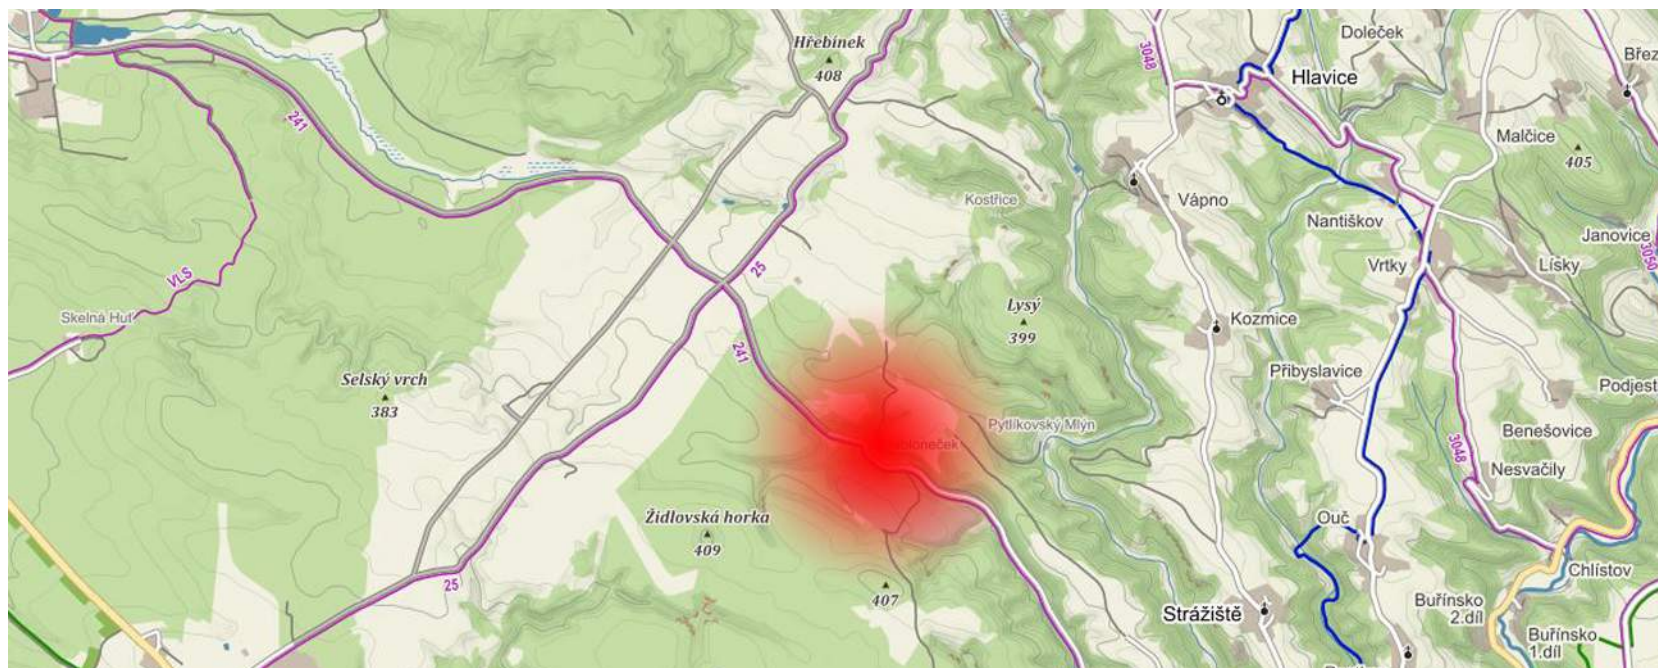 Doleček
Hřebínek
408
3048
Hlavice
Břez
241
Malčice
405
Kostřice
Vápno
Nantiškov
Janovice
3050
VLS
25
Vrtky
Lísky
Skelná Huť
Lysý
399
Kozmice
241
Selský vrch
383
Přibyslavice
Podjest
Pytlíkovský Mlýn
Benešovice
3048
Nesvačily
Židlovská horka
409
Ouč
25
407
Chlístov
Strážiště
Buřínsko
2.díl
Buřínsko
1.díl